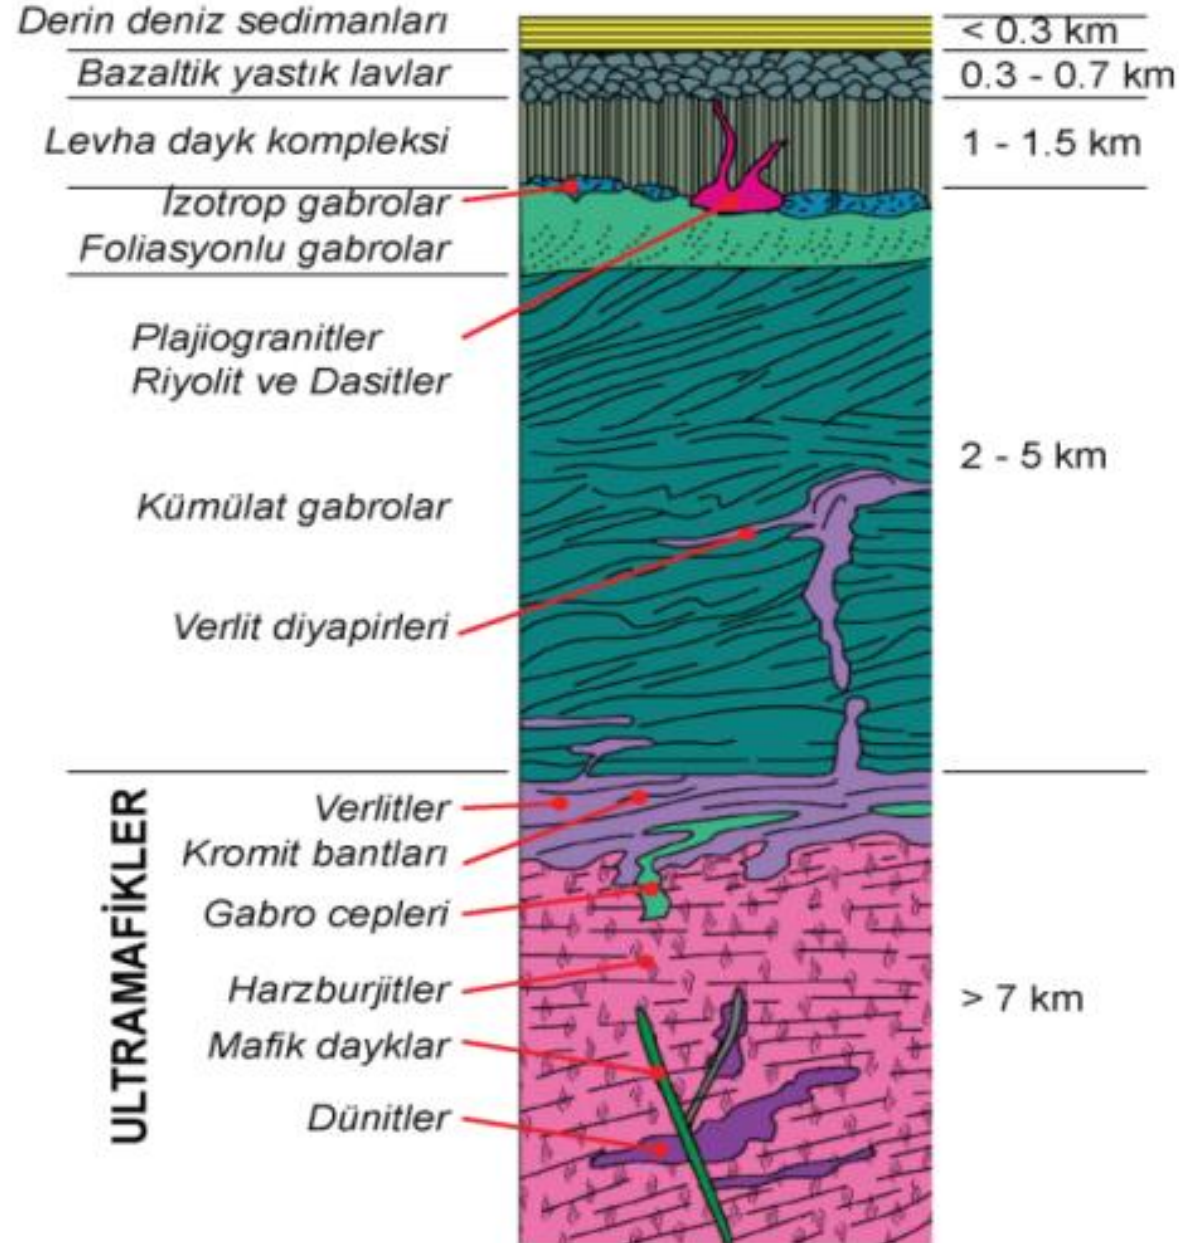 Derin deniz sedimanları
< 0.3 km
Bazaltik yastık lavlar
0.3 - 0.7 km
Levha dayk kompleksi
1 - 1.5 km
İzotrop gabrolar
Foliasyonlu gabrolar
Plajiogranitler
Riyolit ve Dasitler
2 - 5 km
Kümülat gabrolar
Verlit diyapirleri
ULTRAMAFİKLER
Verlitler
Kromit bantları
Gabro cepleri
Harzburjitler
> 7 km
Mafik dayklar
Dünitler